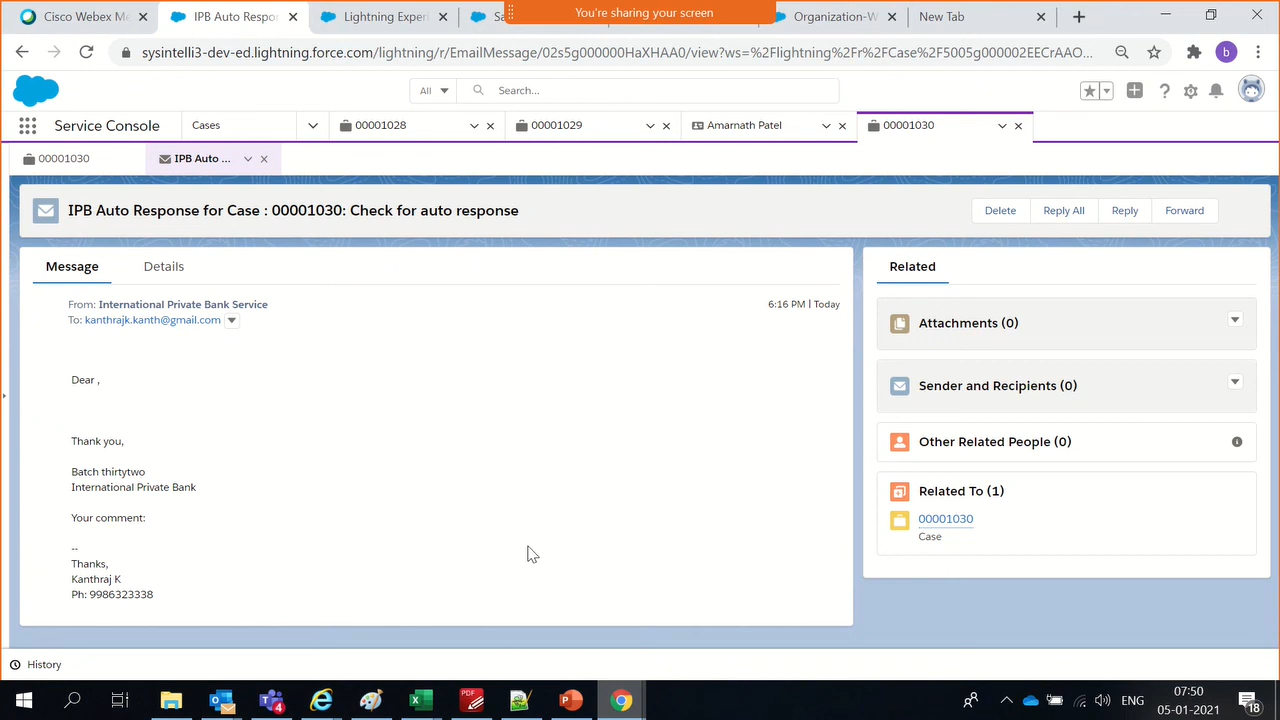 You're sharing your screen
Cisco Webex M
IPB Auto Respo
Lightning Experi
Sa
Organization-W
New Tab
sysintelli3-dev-ed.lightning.force.com/lightning/r/EmailMessage/02s5g000000HaXHAA0/view?ws=%2Flightning%2Fr%2FCase%2F5005g000002EECrAAO...
b
All
Search...
Service Console
Cases
00001028
00001029
Amarnath Patel
00001030
00001030
IPB Auto ...
IPB Auto Response for Case : 00001030: Check for auto response
Delete
Reply All
Reply
Forward
Message
Details
From: International Private Bank Service
6:16 PM | Today
To: kanthrajk.kanth@gmail.com
Dear ,
Thank you,
Batch thirtytwo
International Private Bank
Your comment:
--
Thanks,
Kanthraj K
Ph: 9986323338
Related
Attachments (0)
Sender and Recipients (0)
Other Related People (0)
Related To (1)
00001030
Case
History
PDF
4
ENG
07:50
05-01-2021
18